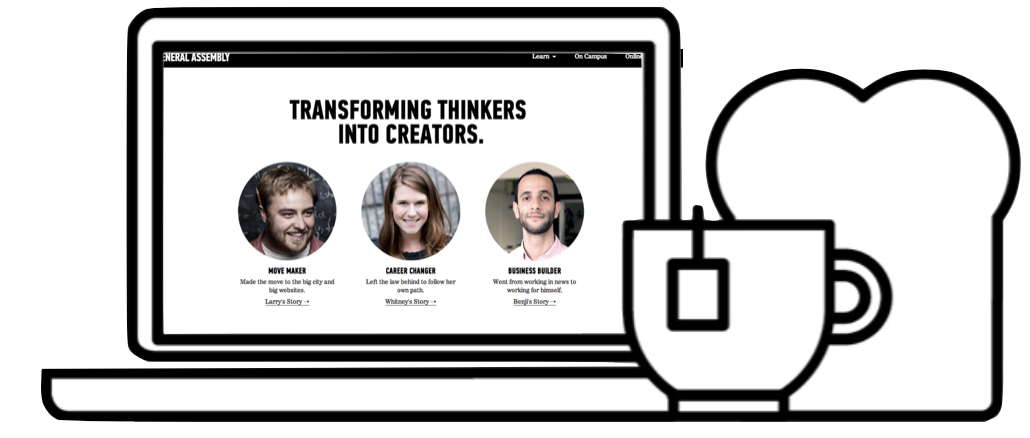 ENERAL ASSEMBLY
Learn On Campus Online
TRANSFORMING THINKERS
INTO CREATORS.
MOVE MAKER
Made the move to the big city and
big websites.
Larry's Story →
CAREER CHANGER
Left the law behind to follow her
own path.
Whitney's Story →
BUSINESS BUILDER
Went from working in news to
working for himself.
Benji's Story →